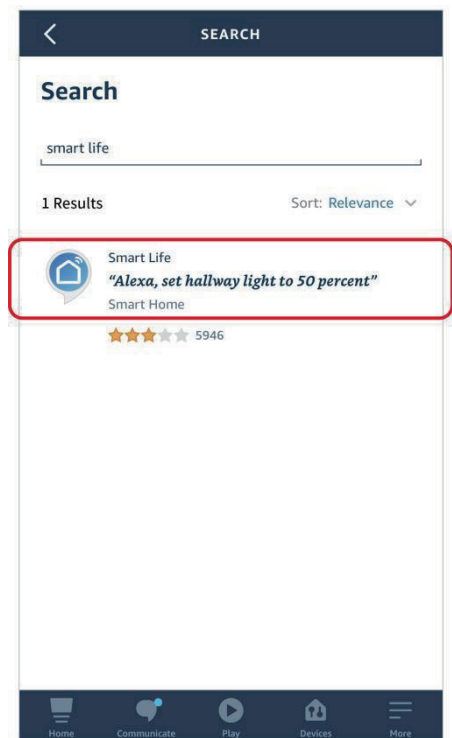 SEARCH
Search
smart life
1 Results Sort: Relevance
Smart Life
“Alexa, set hallway light to 50 percent”
Smart Home
5946
Home Communicate Play Devices More